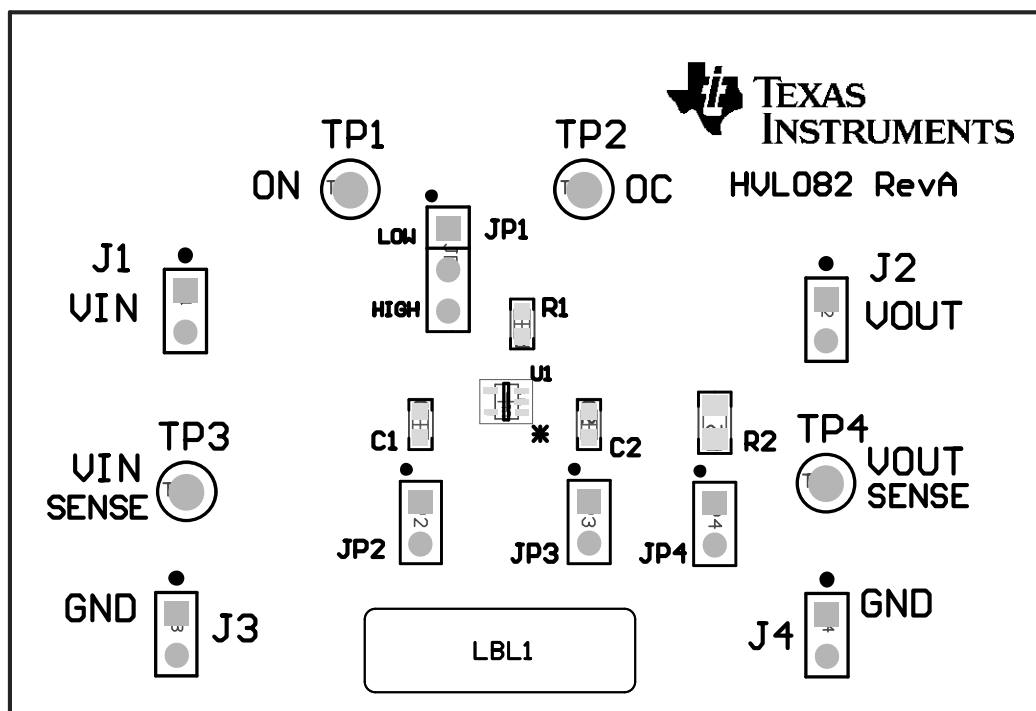 TEXAS
INSTRUMENTS
TP1
TP2
ON
OC
HVL082 RevA
LOW
JP1
J1
VIN
HIGH
R1
J2
VOUT
U1
C1
C2
R2
TP3
VIN
SENSE
TP4
VOUT
SENSE
JP2
JP3
JP4
GND
J3
LBL1
J4
GND